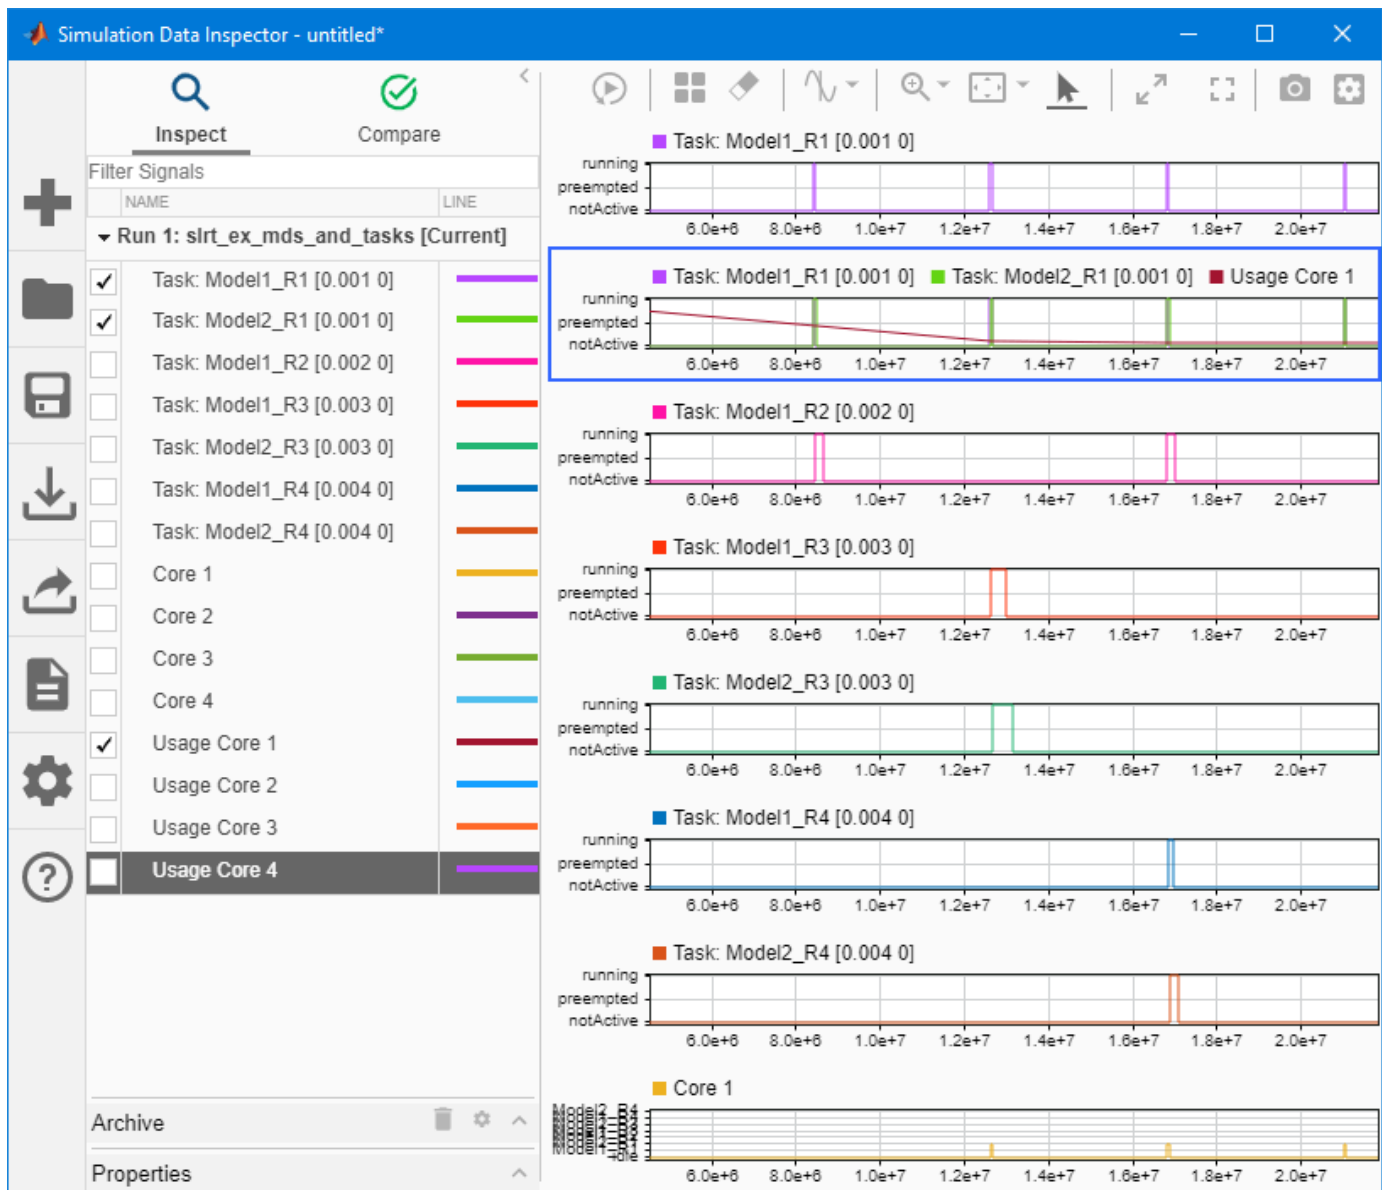 Simulation Data Inspector - untitled*
Inspect Compare
Filter Signals
NAME LINE
Run 1: slrt_ex_mds_and_tasks [Current]
Task: Model1_R1 [0.001 0]
Task: Model2_R1 [0.001 0]
Task: Model1_R2 [0.002 0]
Task: Model1_R3 [0.003 0]
Task: Model2_R3 [0.003 0]
Task: Model1_R4 [0.004 0]
Task: Model2_R4 [0.004 0]
Core 1
Core 2
Core 3
Core 4
Usage Core 1
Usage Core 2
Usage Core 3
Usage Core 4
Archive
Properties
Task: Model1_R1 [0.001 0]
running
preempted
notActive
6.0e+6 8.0e+6 1.0e+7 1.2e+7 1.4e+7 1.6e+7 1.8e+7 2.0e+7
Task: Model1_R1 [0.001 0] Task: Model2_R1 [0.001 0] Usage Core 1
running
preempted
notActive
6.0e+6 8.0e+6 1.0e+7 1.2e+7 1.4e+7 1.6e+7 1.8e+7 2.0e+7
Task: Model1_R2 [0.002 0]
running
preempted
notActive
6.0e+6 8.0e+6 1.0e+7 1.2e+7 1.4e+7 1.6e+7 1.8e+7 2.0e+7
Task: Model1_R3 [0.003 0]
running
preempted
notActive
6.0e+6 8.0e+6 1.0e+7 1.2e+7 1.4e+7 1.6e+7 1.8e+7 2.0e+7
Task: Model2_R3 [0.003 0]
running
preempted
notActive
6.0e+6 8.0e+6 1.0e+7 1.2e+7 1.4e+7 1.6e+7 1.8e+7 2.0e+7
Task: Model1_R4 [0.004 0]
running
preempted
notActive
6.0e+6 8.0e+6 1.0e+7 1.2e+7 1.4e+7 1.6e+7 1.8e+7 2.0e+7
Task: Model2_R4 [0.004 0]
running
preempted
notActive
6.0e+6 8.0e+6 1.0e+7 1.2e+7 1.4e+7 1.6e+7 1.8e+7 2.0e+7
Core 1
Model2_R4
Model1_R1
idle
6.0e+6 8.0e+6 1.0e+7 1.2e+7 1.4e+7 1.6e+7 1.8e+7 2.0e+7